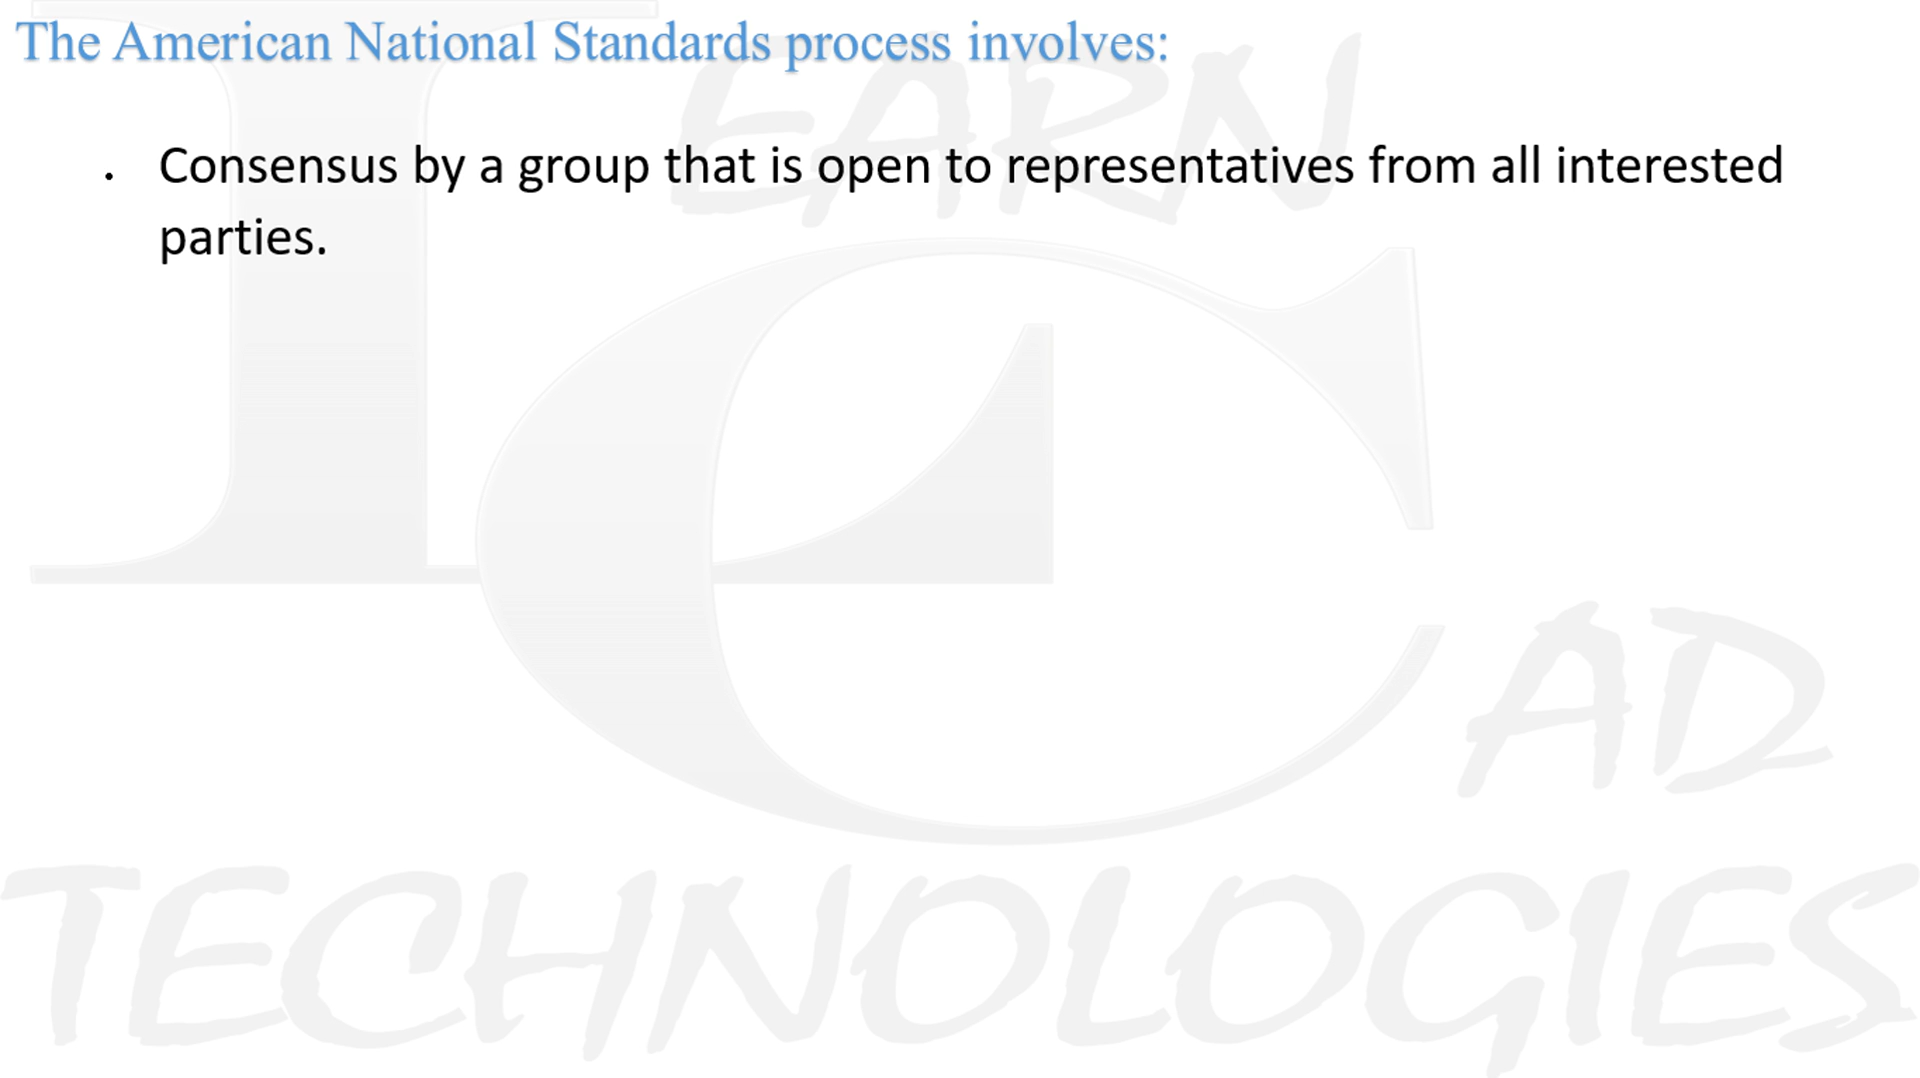 The American National Standards process involves:
• Consensus by a group that is open to representatives from all interested
parties.
LEARN
CAD
TECHNOLOGIES